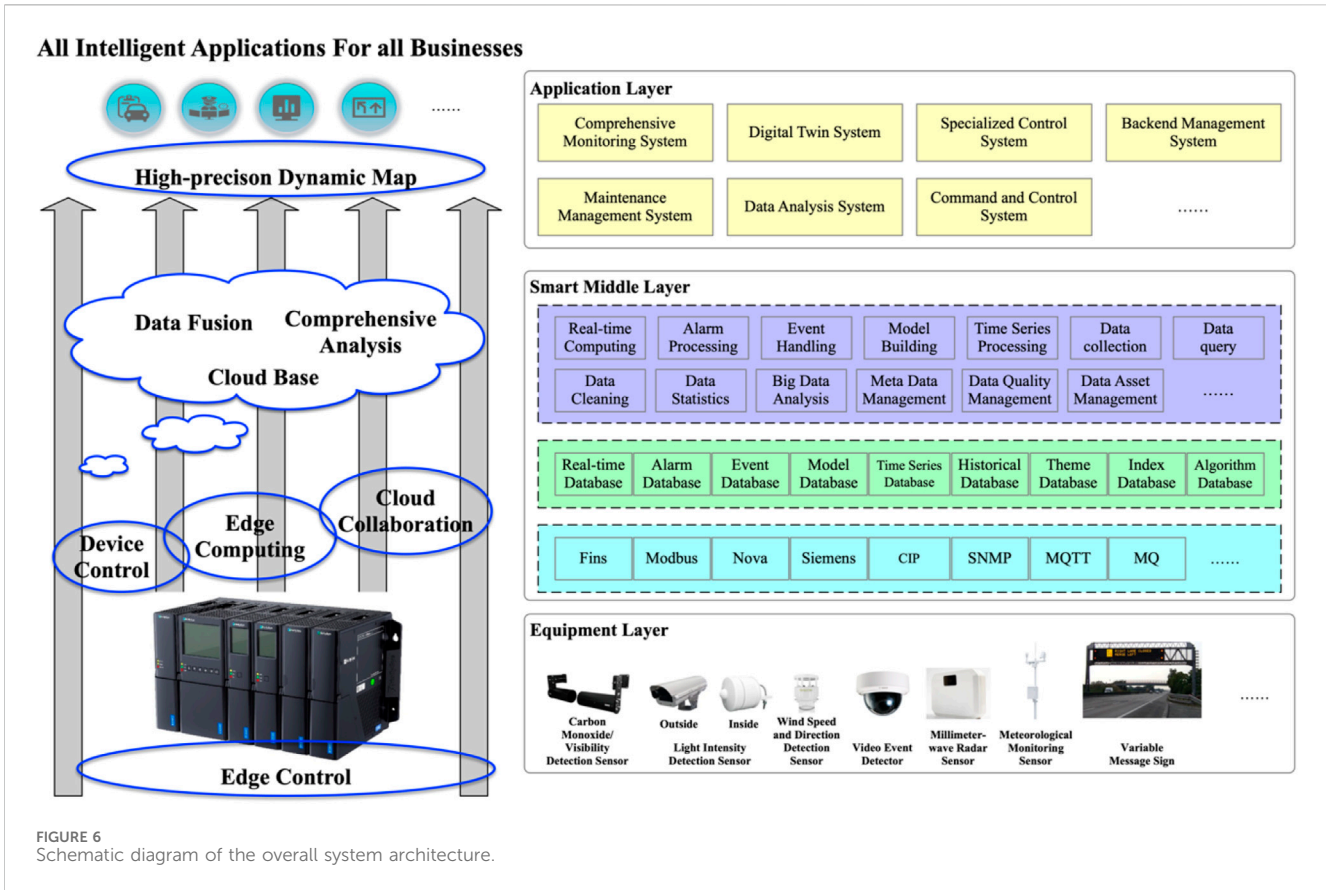 All Intelligent Applications For all Businesses
......
High-precison Dynamic Map
Data Fusion
Comprehensive
Analysis
Cloud Base
Cloud
Collaboration
Edge
Computing
Device
Control
Edge Control
Application Layer
Comprehensive
Monitoring System
Digital Twin System
Specialized Control
System
Backend Management
System
Maintenance
Management System
Data Analysis System
Command and Control
System
......
Smart Middle Layer
Real-time
Computing
Alarm
Processing
Event
Handling
Model
Building
Time Series
Processing
Data
collection
Data
query
Data
Cleaning
Data
Statistics
Big Data
Analysis
Meta Data
Management
Data Quality
Management
Data Asset
Management
......
Real-time
Database
Alarm
Database
Event
Database
Model
Database
Time Series
Database
Historical
Database
Theme
Database
Index
Database
Algorithm
Database
Fins
Modbus
Nova
Siemens
CIP
SNMP
MQTT
MQ
......
Equipment Layer
Carbon
Monoxide/
Visibility
Detection Sensor
Outside
Inside
Light Intensity
Detection Sensor
Wind Speed
and Direction
Detection
Sensor
Video Event
Detector
Millimeter-
wave Radar
Sensor
Meteorological
Monitoring
Sensor
Variable
Message Sign
......
FIGURE 6
Schematic diagram of the overall system architecture.